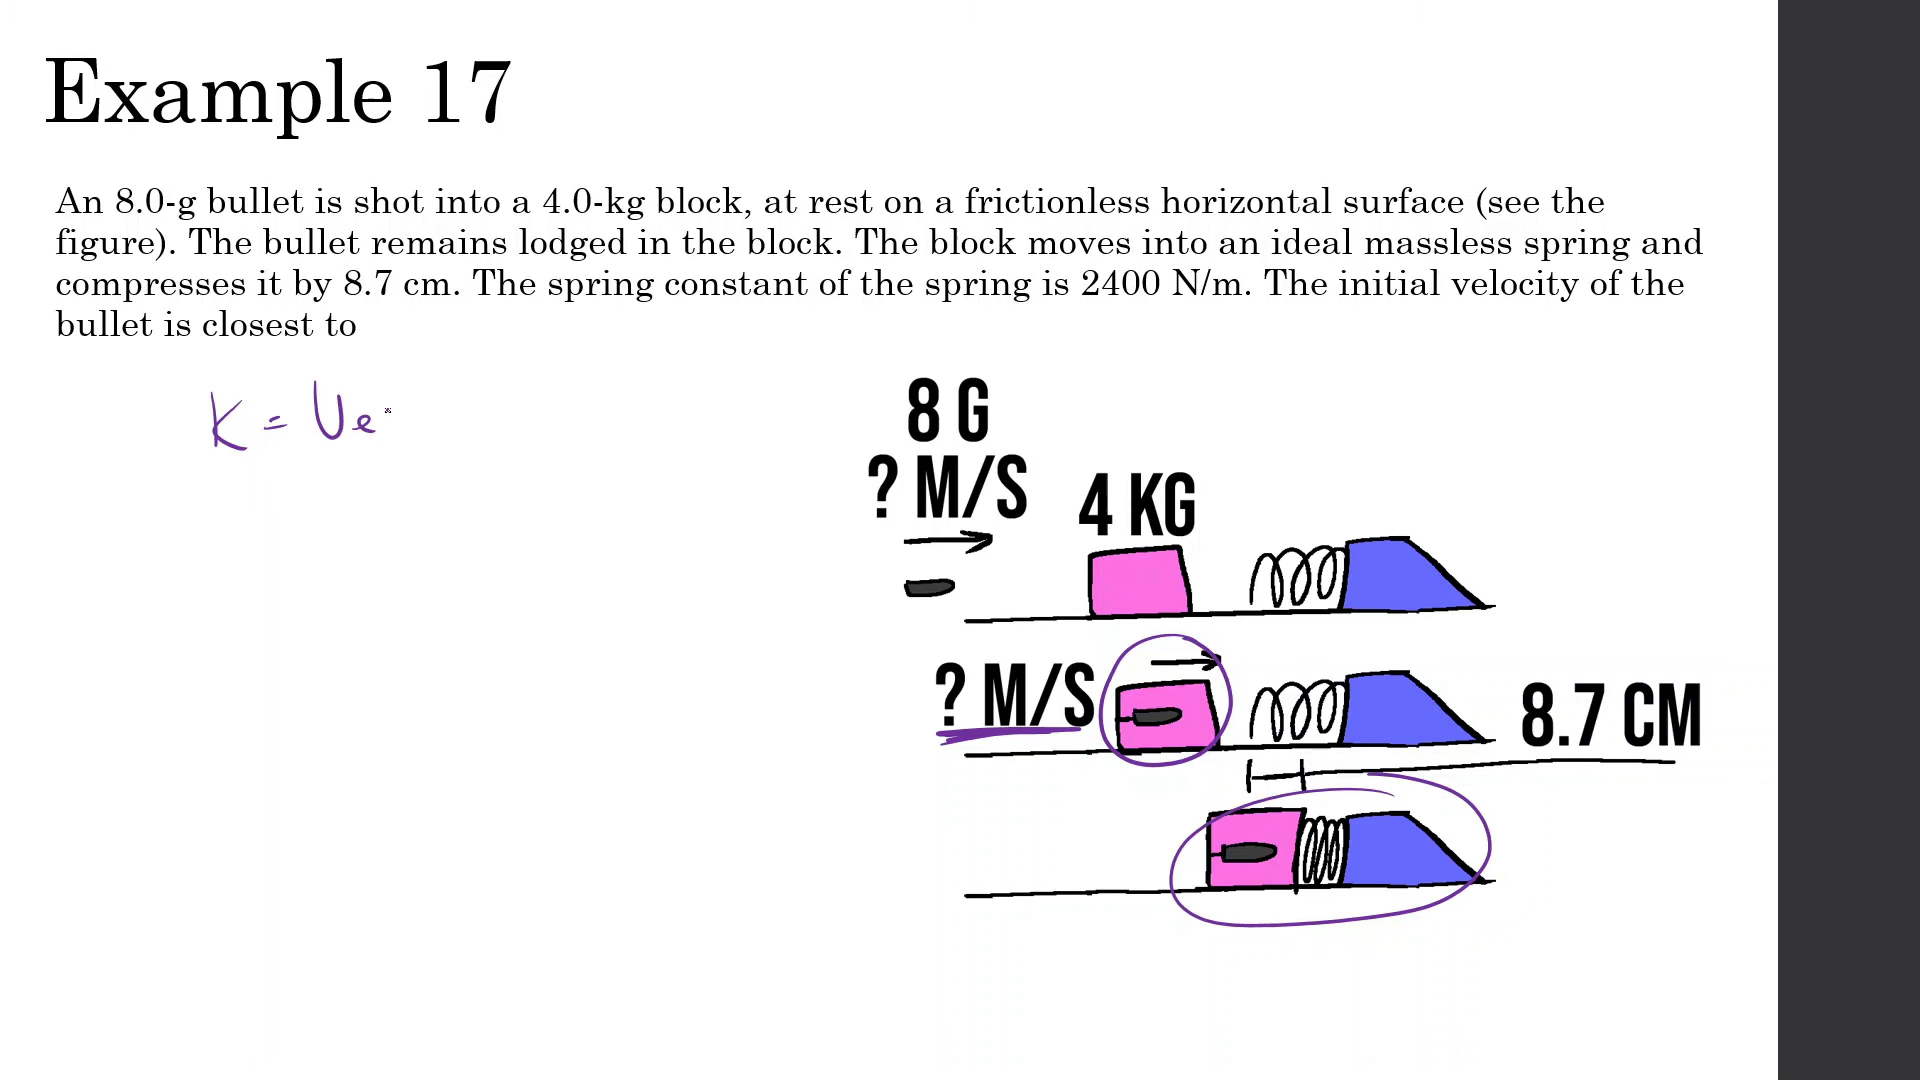 Example 17
An 8.0-g bullet is shot into a 4.0-kg block, at rest on a frictionless horizontal surface (see the
figure). The bullet remains lodged in the block. The block moves into an ideal massless spring and
compresses it by 8.7 cm. The spring constant of the spring is 2400 N/m. The initial velocity of the
bullet is closest to
K = Ue
8 G
? M/S
4 KG
? M/S
8.7 CM